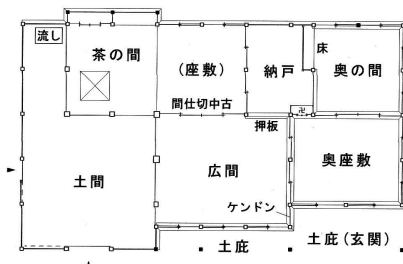 流し
茶の間
(座敷)
納戸
床
奥の間
間仕切中古
押板
卍
土間
広間
奥座敷
ケンドン
土庇
土庇(玄関)